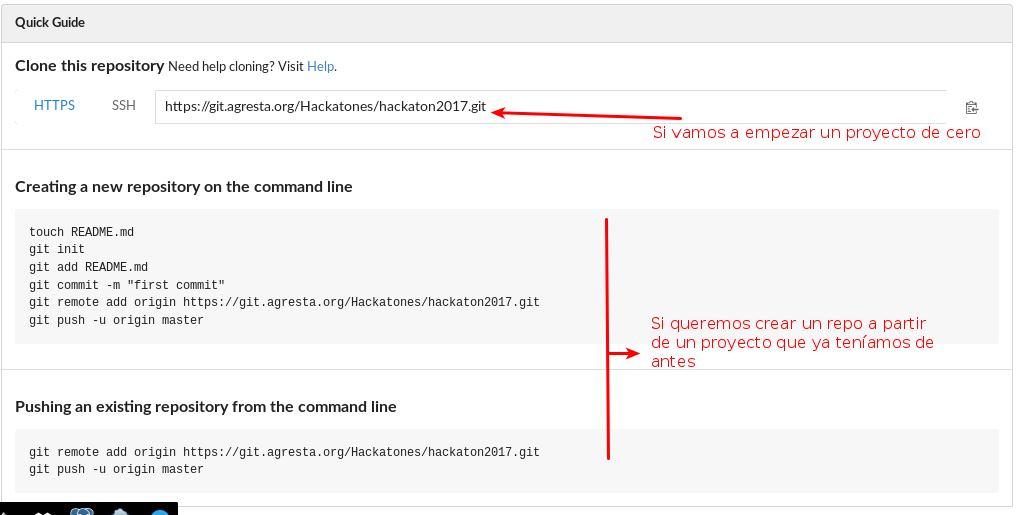 Quick Guide
Clone this repository Need help cloning? Visit Help.
HTTPS SSH https://git.agresta.org/Hackatones/hackaton2017.git
Si vamos a empezar un proyecto de cero
Creating a new repository on the command line
touch README.md
git init
git add README.md
git commit -m "first commit"
git remote add origin https://git.agresta.org/Hackatones/hackaton2017.git
git push -u origin master
Si queremos crear un repo a partir
de un proyecto que ya teníamos de
antes
Pushing an existing repository from the command line
git remote add origin https://git.agresta.org/Hackatones/hackaton2017.git
git push -u origin master